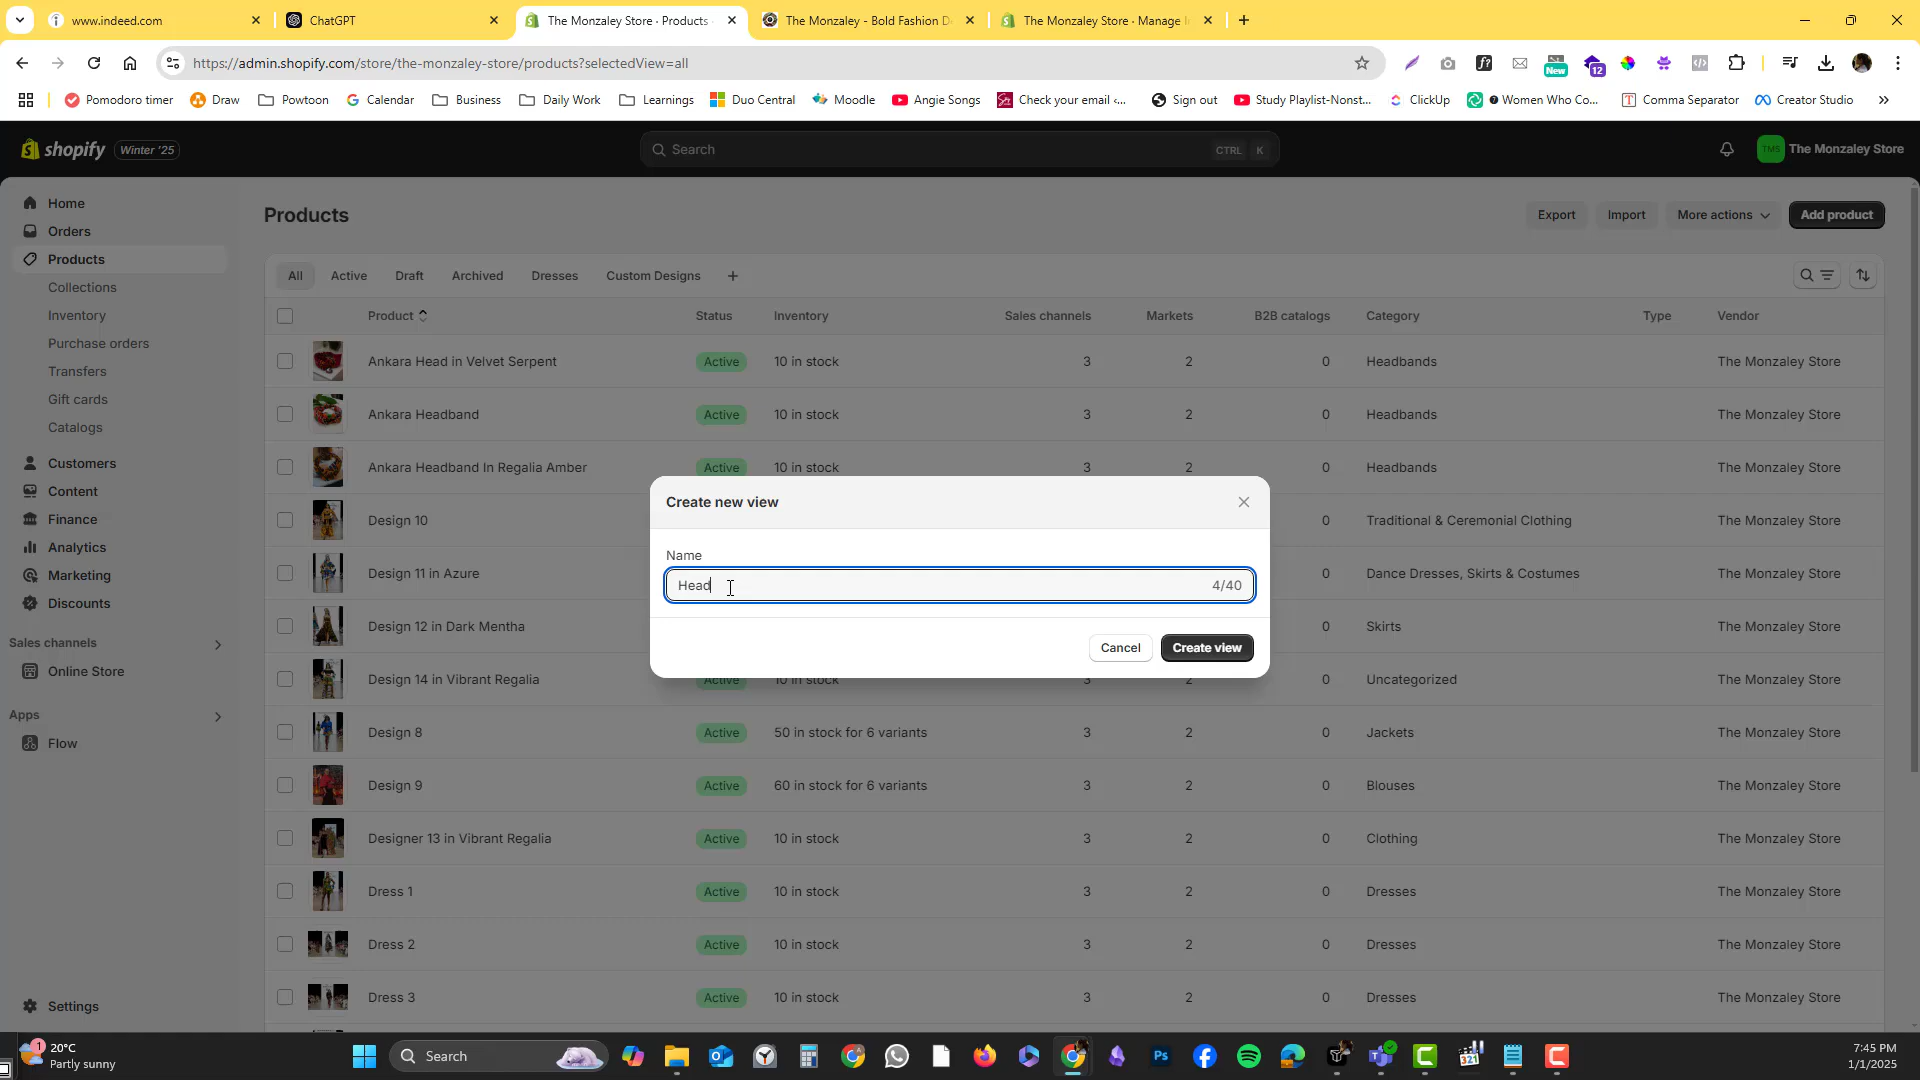 www.indeed.com
ChatGPT
The Monzaley Store · Products ·
The Monzaley - Bold Fashion D
The Monzaley Store · Manage I
https://admin.shopify.com/store/the-monzaley-store/products?selectedView=all
New
12
Pomodoro timer
Draw
Powtoon
Calendar
Business
Daily Work
Learnings
Duo Central
Moodle
Angie Songs
Check your email <...
Sign out
Study Playlist-Nonst...
ClickUp
Women Who Co...
Comma Separator
Creator Studio
shopify
Winter '25
Search
CTRL K
TMS
The Monzaley Store
Home
Orders
Products
Collections
Inventory
Purchase orders
Transfers
Gift cards
Catalogs
Customers
Content
Finance
Analytics
Marketing
Discounts
Sales channels
Online Store
Apps
Flow
Settings
Products
Export
Import
More actions
Add product
All
Active
Draft
Archived
Dresses
Custom Designs
Product Status Inventory Sales channels Markets B2B catalogs Category Type Vendor
Ankara Head in Velvet Serpent Active 10 in stock 3 2 0 Headbands The Monzaley Store
Ankara Headband Active 10 in stock 3 2 0 Headbands The Monzaley Store
Ankara Headband In Regalia Amber Active 10 in stock 3 2 0 Headbands The Monzaley Store
Design 10 0 Traditional & Ceremonial Clothing The Monzaley Store
Design 11 in Azure 0 Dance Dresses, Skirts & Costumes The Monzaley Store
Design 12 in Dark Mentha 0 Skirts The Monzaley Store
Design 14 in Vibrant Regalia Active 10 in stock 3 2 0 Uncategorized The Monzaley Store
Design 8 Active 50 in stock for 6 variants 3 2 0 Jackets The Monzaley Store
Design 9 Active 60 in stock for 6 variants 3 2 0 Blouses The Monzaley Store
Designer 13 in Vibrant Regalia Active 10 in stock 3 2 0 Clothing The Monzaley Store
Dress 1 Active 10 in stock 3 2 0 Dresses The Monzaley Store
Dress 2 Active 10 in stock 3 2 0 Dresses The Monzaley Store
Dress 3 Active 10 in stock 3 2 0 Dresses The Monzaley Store
Create new view
Name
Head
4/40
Cancel
Create view
1
20°C
Partly sunny
Search
Ps
321
7:45 PM
1/1/2025